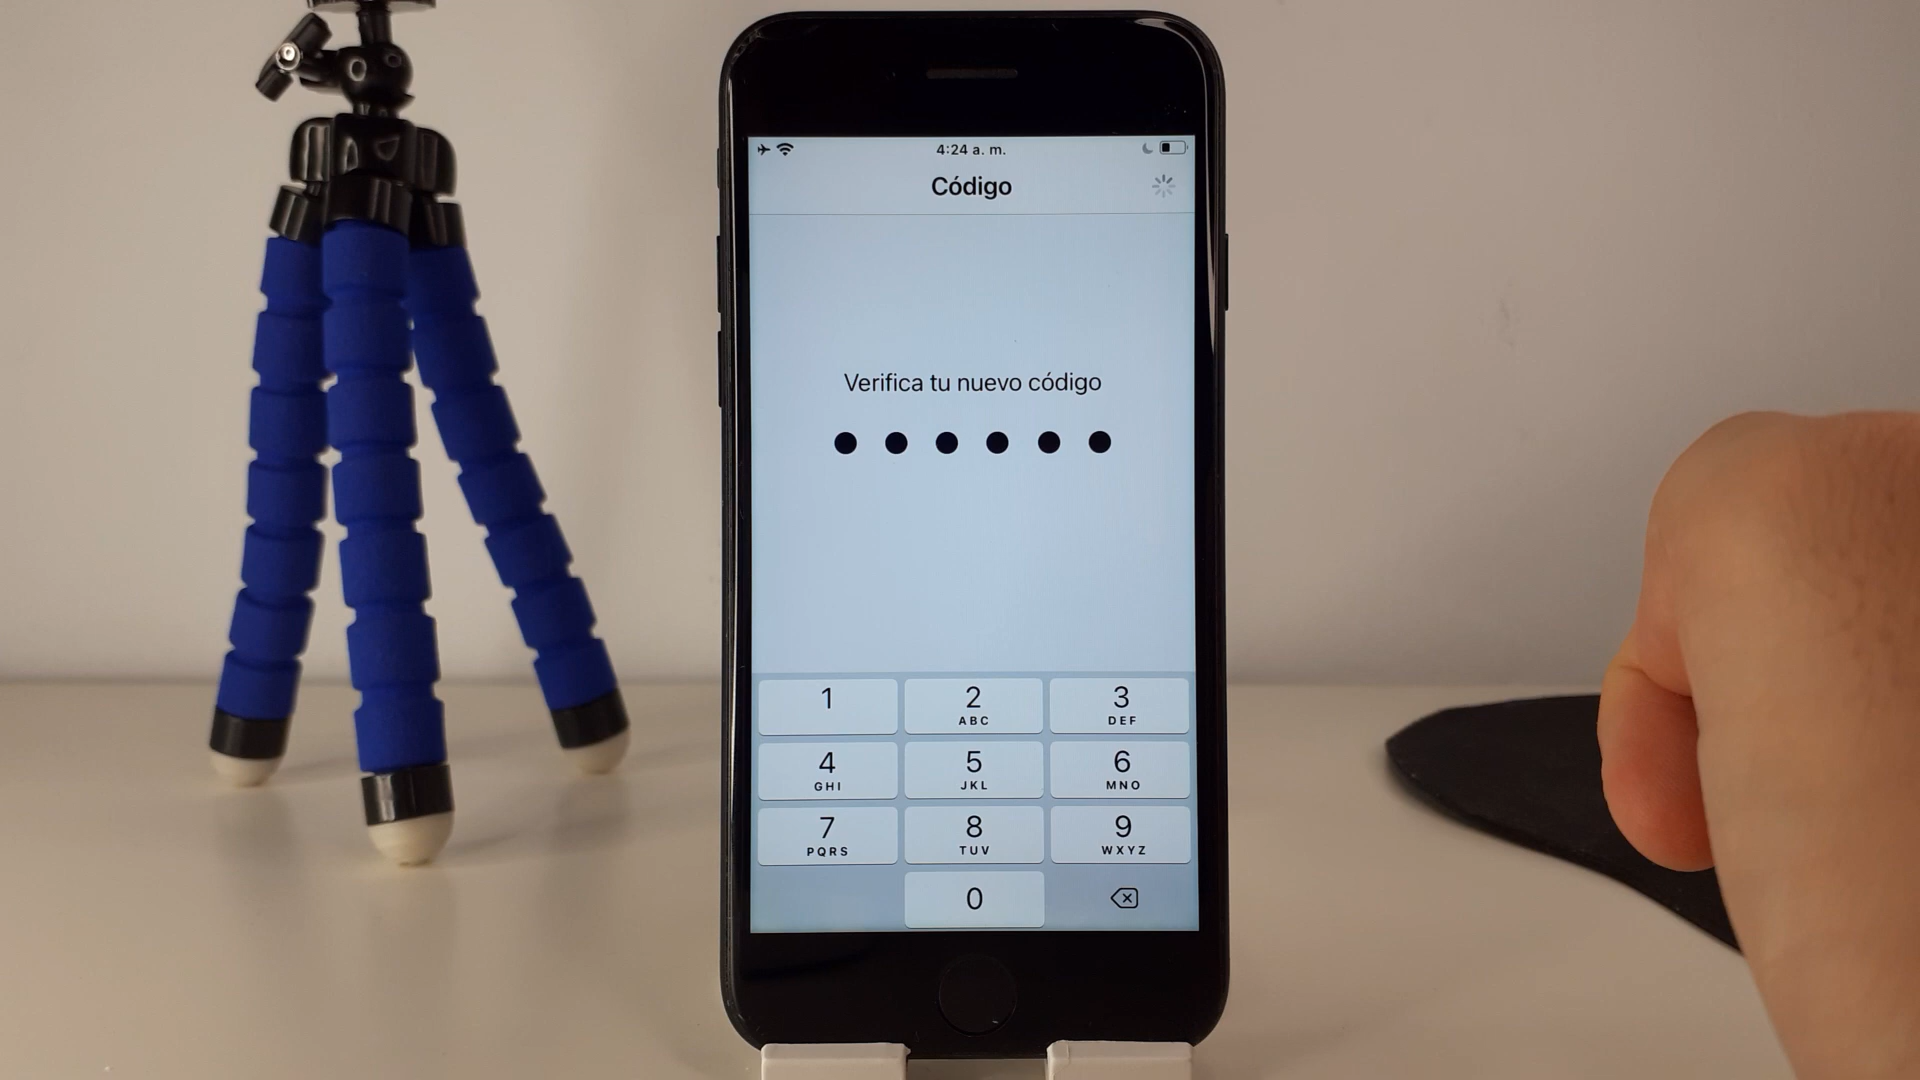 4:24 a. m.
Código
Verifica tu nuevo código
1
2
ABC
3
DEF
4
GHI
5
JKL
6
MNO
7
PQRS
8
TUV
9
WXYZ
0